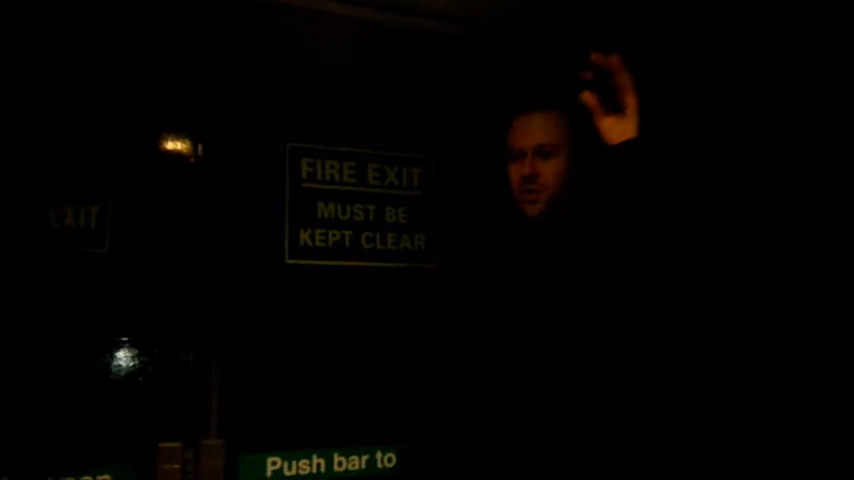 FIRE EXIT
MUST BE
KEPT CLEAR
EXIT
Push bar to